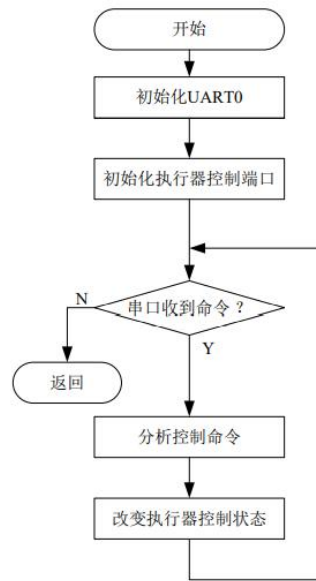 开始
初始化UART0
初始化执行器控制端口
串口收到命令？
N
Y
返回
分析控制命令
改变执行器控制状态